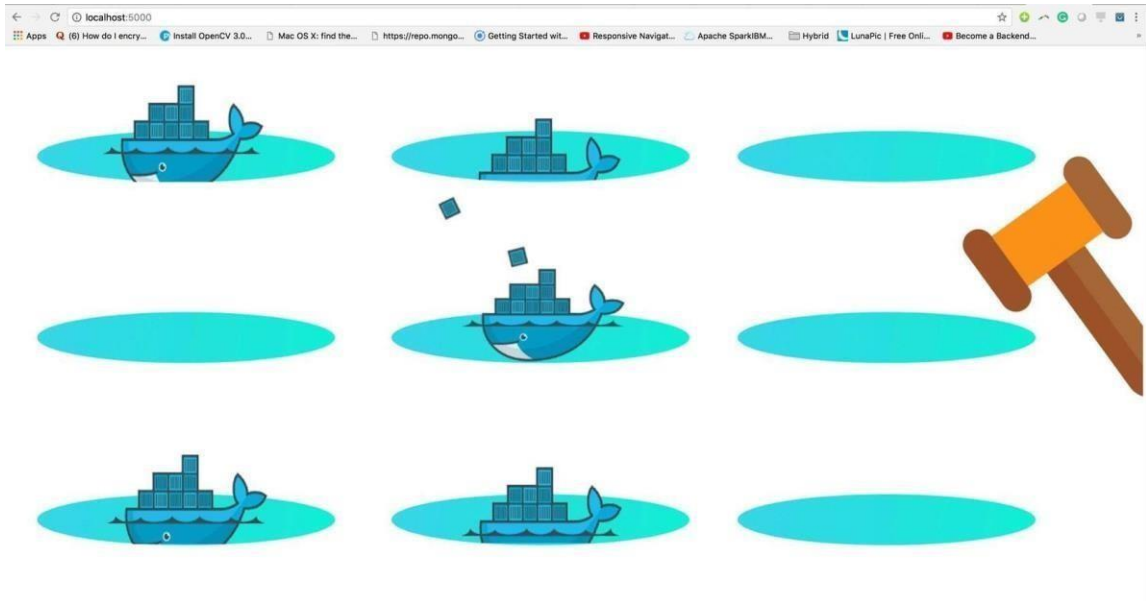 localhost:5000
Apps (6) How do I encry... Install OpenCV 3.0... Mac OS X: find the... https://repo.mongo... Getting Started wit... Responsive Navigat... Apache SparkIBM... Hybrid LunaPic | Free Onli... Become a Backend... »